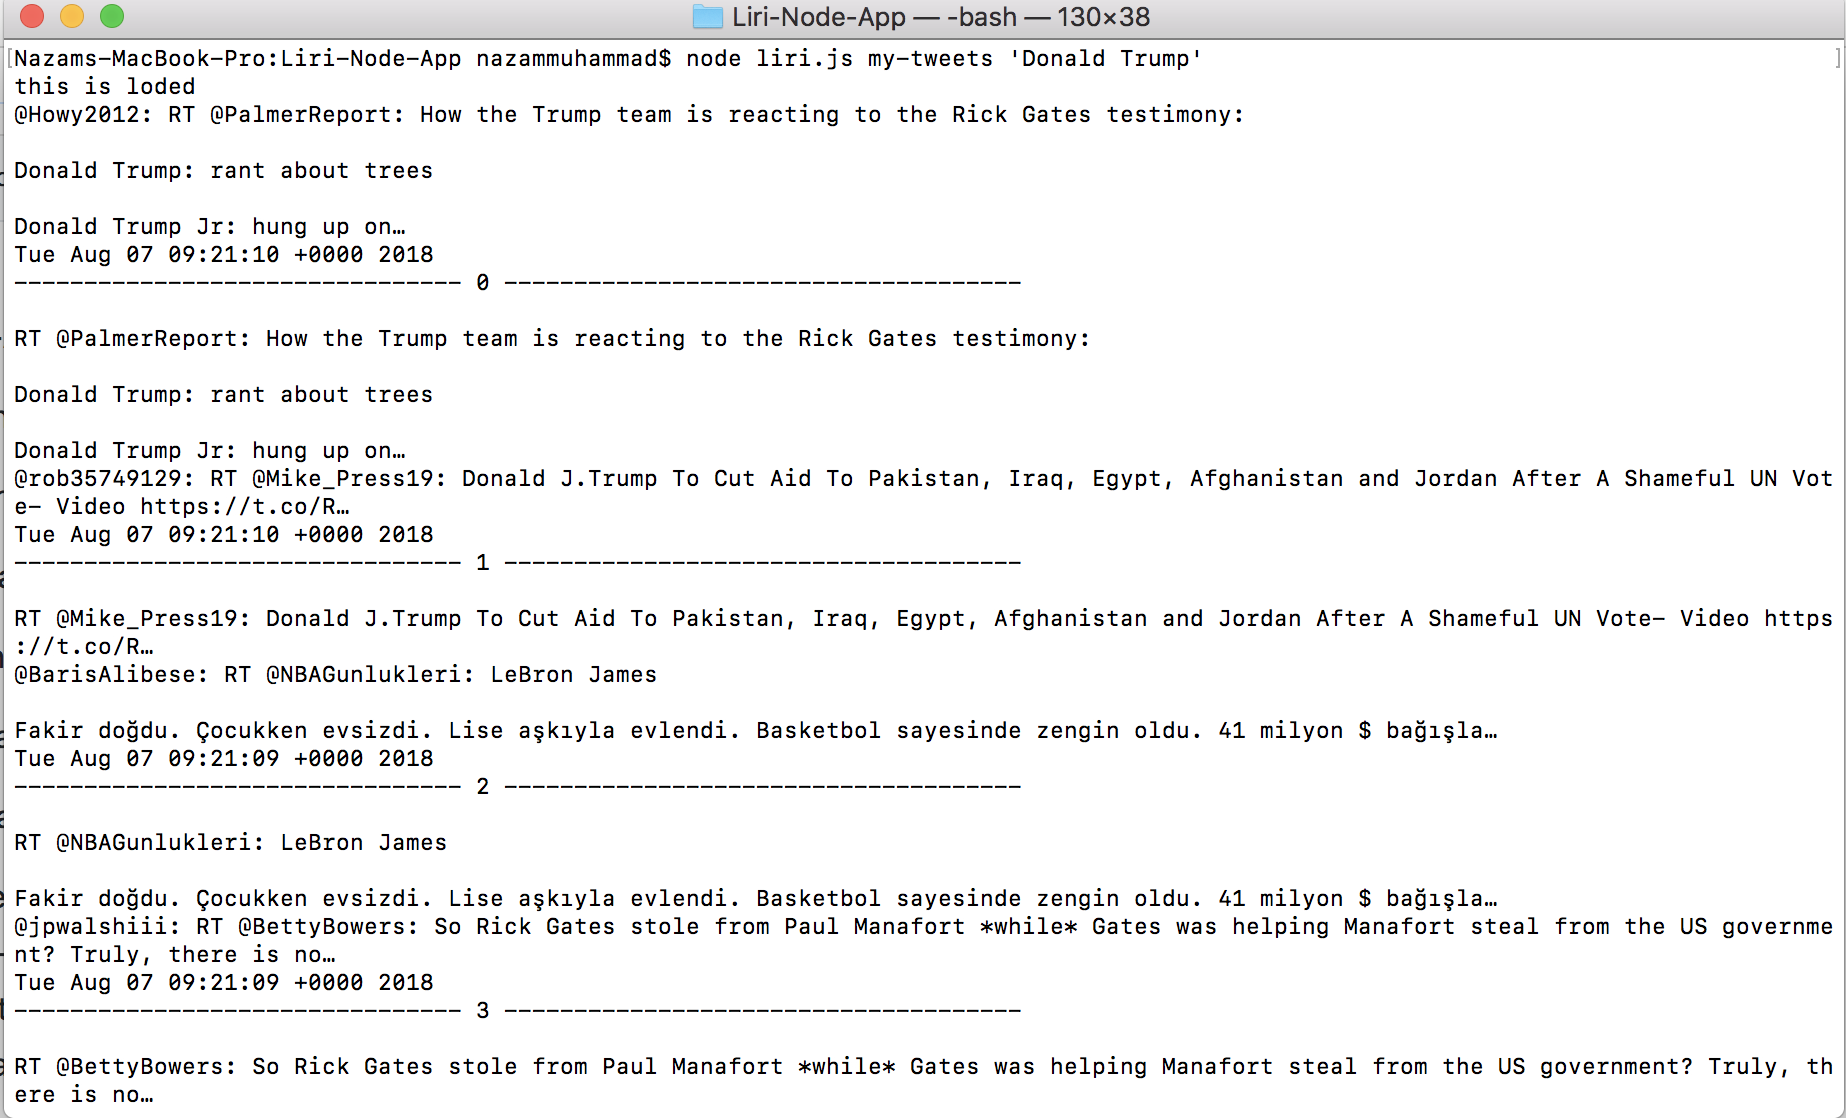 Liri-Node-App — -bash — 130×38
[Nazams-MacBook-Pro:Liri-Node-App nazammuhammad$ node liri.js my-tweets 'Donald Trump' ]
this is loded
@Howy2012: RT @PalmerReport: How the Trump team is reacting to the Rick Gates testimony:
Donald Trump: rant about trees
Donald Trump Jr: hung up on…
Tue Aug 07 09:21:10 +0000 2018
-------------------------------- 0 -------------------------------------
RT @PalmerReport: How the Trump team is reacting to the Rick Gates testimony:
Donald Trump: rant about trees
Donald Trump Jr: hung up on…
@rob35749129: RT @Mike_Press19: Donald J.Trump To Cut Aid To Pakistan, Iraq, Egypt, Afghanistan and Jordan After A Shameful UN Vot
e- Video https://t.co/R…
Tue Aug 07 09:21:10 +0000 2018
-------------------------------- 1 -------------------------------------
RT @Mike_Press19: Donald J.Trump To Cut Aid To Pakistan, Iraq, Egypt, Afghanistan and Jordan After A Shameful UN Vote- Video https
://t.co/R…
@BarisAlibese: RT @NBAGunlukleri: LeBron James
Fakir doğdu. Çocukken evsizdi. Lise aşkıyla evlendi. Basketbol sayesinde zengin oldu. 41 milyon $ bağışla…
Tue Aug 07 09:21:09 +0000 2018
-------------------------------- 2 -------------------------------------
RT @NBAGunlukleri: LeBron James
Fakir doğdu. Çocukken evsizdi. Lise aşkıyla evlendi. Basketbol sayesinde zengin oldu. 41 milyon $ bağışla…
@jpwalshiii: RT @BettyBowers: So Rick Gates stole from Paul Manafort *while* Gates was helping Manafort steal from the US governme
nt? Truly, there is no…
Tue Aug 07 09:21:09 +0000 2018
-------------------------------- 3 -------------------------------------
RT @BettyBowers: So Rick Gates stole from Paul Manafort *while* Gates was helping Manafort steal from the US government? Truly, th
ere is no…